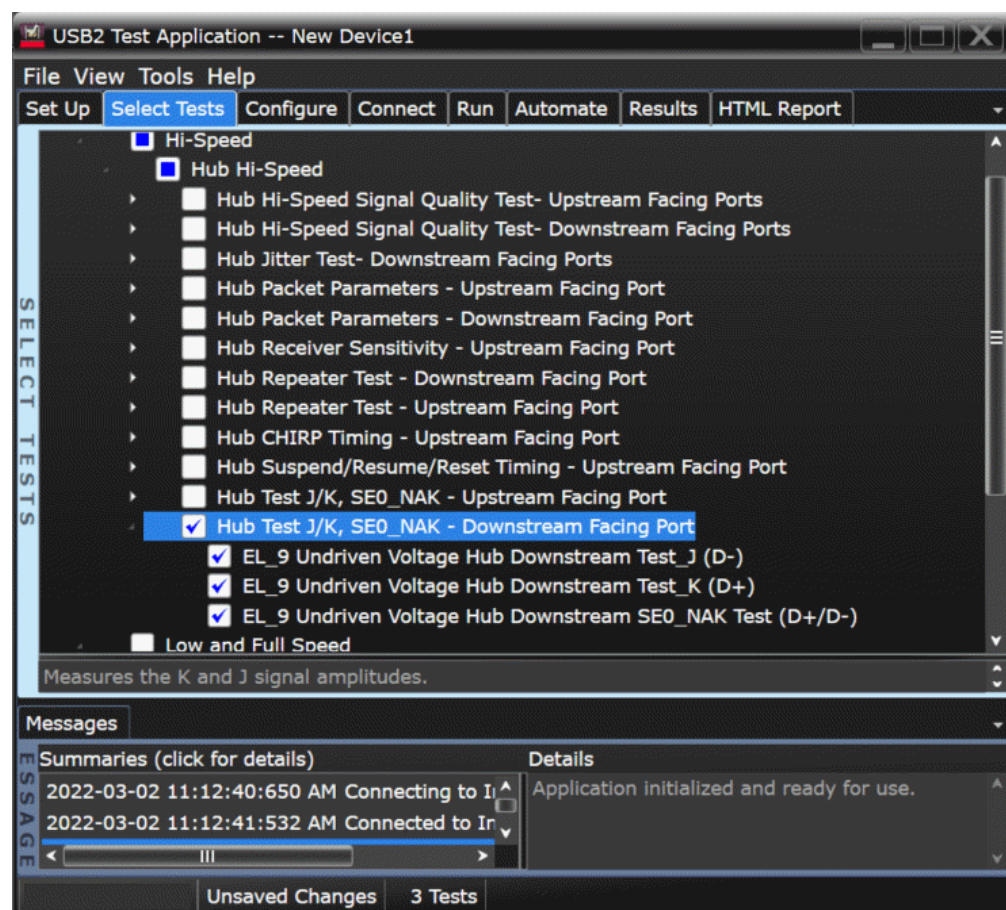 USB2 Test Application -- New Device1
File View Tools Help
Set Up Select Tests Configure Connect Run Automate Results HTML Report
SELECT TESTS
Hi-Speed
Hub Hi-Speed
Hub Hi-Speed Signal Quality Test- Upstream Facing Ports
Hub Hi-Speed Signal Quality Test- Downstream Facing Ports
Hub Jitter Test- Downstream Facing Ports
Hub Packet Parameters - Upstream Facing Port
Hub Packet Parameters - Downstream Facing Port
Hub Receiver Sensitivity - Upstream Facing Port
Hub Repeater Test - Downstream Facing Port
Hub Repeater Test - Upstream Facing Port
Hub CHIRP Timing - Upstream Facing Port
Hub Suspend/Resume/Reset Timing - Upstream Facing Port
Hub Test J/K, SE0_NAK - Upstream Facing Port
Hub Test J/K, SE0_NAK - Downstream Facing Port
EL_9 Undriven Voltage Hub Downstream Test_J (D-)
EL_9 Undriven Voltage Hub Downstream Test_K (D+)
EL_9 Undriven Voltage Hub Downstream SE0_NAK Test (D+/D-)
Low and Full Speed
Measures the K and J signal amplitudes.
Messages
ESSAGE
Summaries (click for details) Details
2022-03-02 11:12:40:650 AM Connecting to Application initialized and ready for use.
2022-03-02 11:12:41:532 AM Connected to
Unsaved Changes 3 Tests